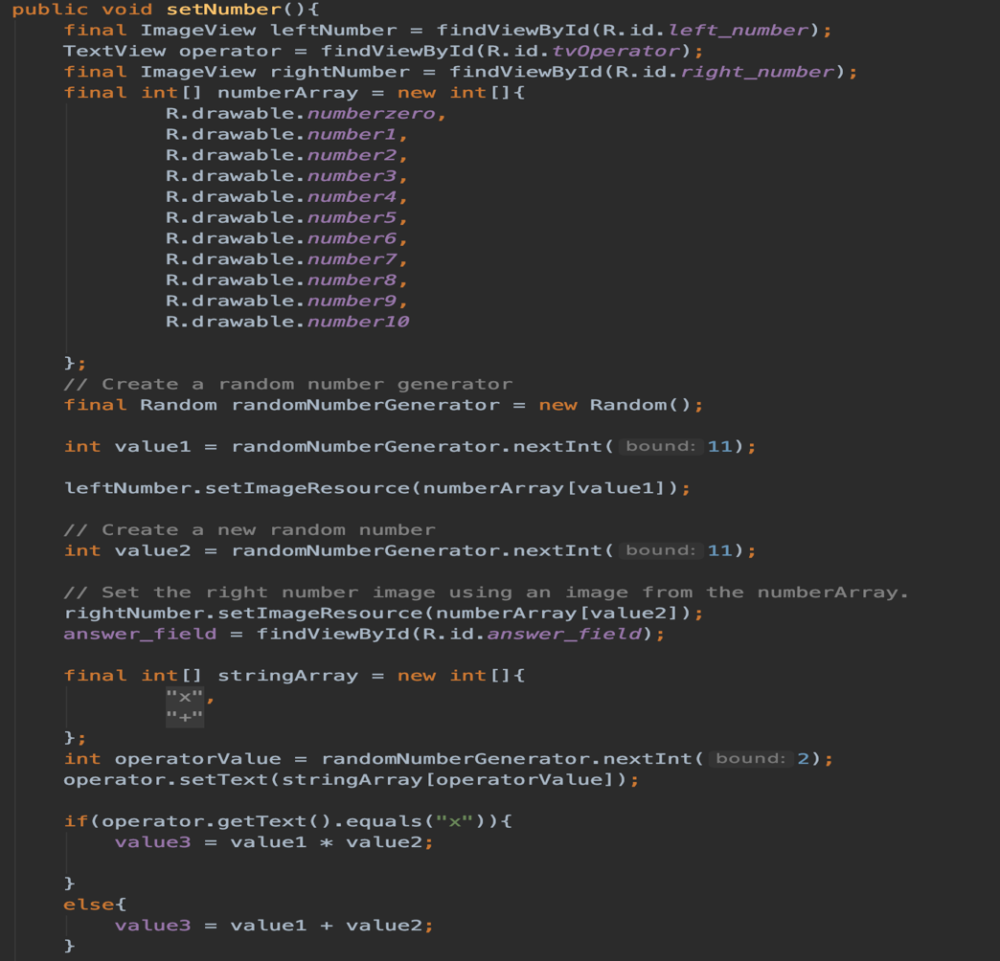 public void setNumber(){
    final ImageView leftNumber = findViewById(R.id.left_number);
    TextView operator = findViewById(R.id.tvOperator);
    final ImageView rightNumber = findViewById(R.id.right_number);
    final int[] numberArray = new int[]{
            R.drawable.numberzero,
            R.drawable.number1,
            R.drawable.number2,
            R.drawable.number3,
            R.drawable.number4,
            R.drawable.number5,
            R.drawable.number6,
            R.drawable.number7,
            R.drawable.number8,
            R.drawable.number9,
            R.drawable.number10
    };
    // Create a random number generator
    final Random randomNumberGenerator = new Random();
    int value1 = randomNumberGenerator.nextInt( bound: 11);
    leftNumber.setImageResource(numberArray[value1]);
    // Create a new random number
    int value2 = randomNumberGenerator.nextInt( bound: 11);
    // Set the right number image using an image from the numberArray.
    rightNumber.setImageResource(numberArray[value2]);
    answer_field = findViewById(R.id.answer_field);
    final int[] stringArray = new int[]{
            "x",
            "+"
    };
    int operatorValue = randomNumberGenerator.nextInt( bound: 2);
    operator.setText(stringArray[operatorValue]);
    if(operator.getText().equals("x")){
        value3 = value1 * value2;
    }
    else{
        value3 = value1 + value2;
    }